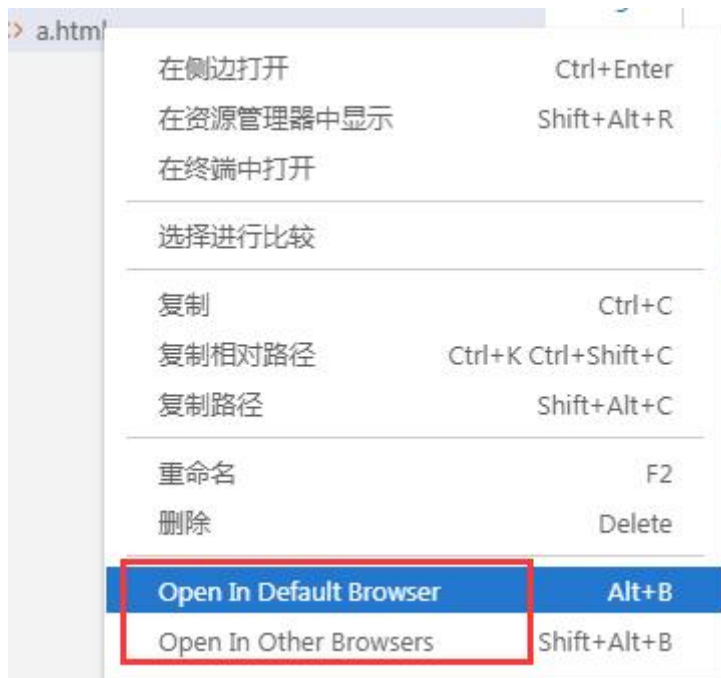 a.html
在侧边打开 Ctrl+Enter
在资源管理器中显示 Shift+Alt+R
在终端中打开
选择进行比较
复制 Ctrl+C
复制相对路径 Ctrl+K Ctrl+Shift+C
复制路径 Shift+Alt+C
重命名 F2
删除 Delete
Open In Default Browser Alt+B
Open In Other Browsers Shift+Alt+B